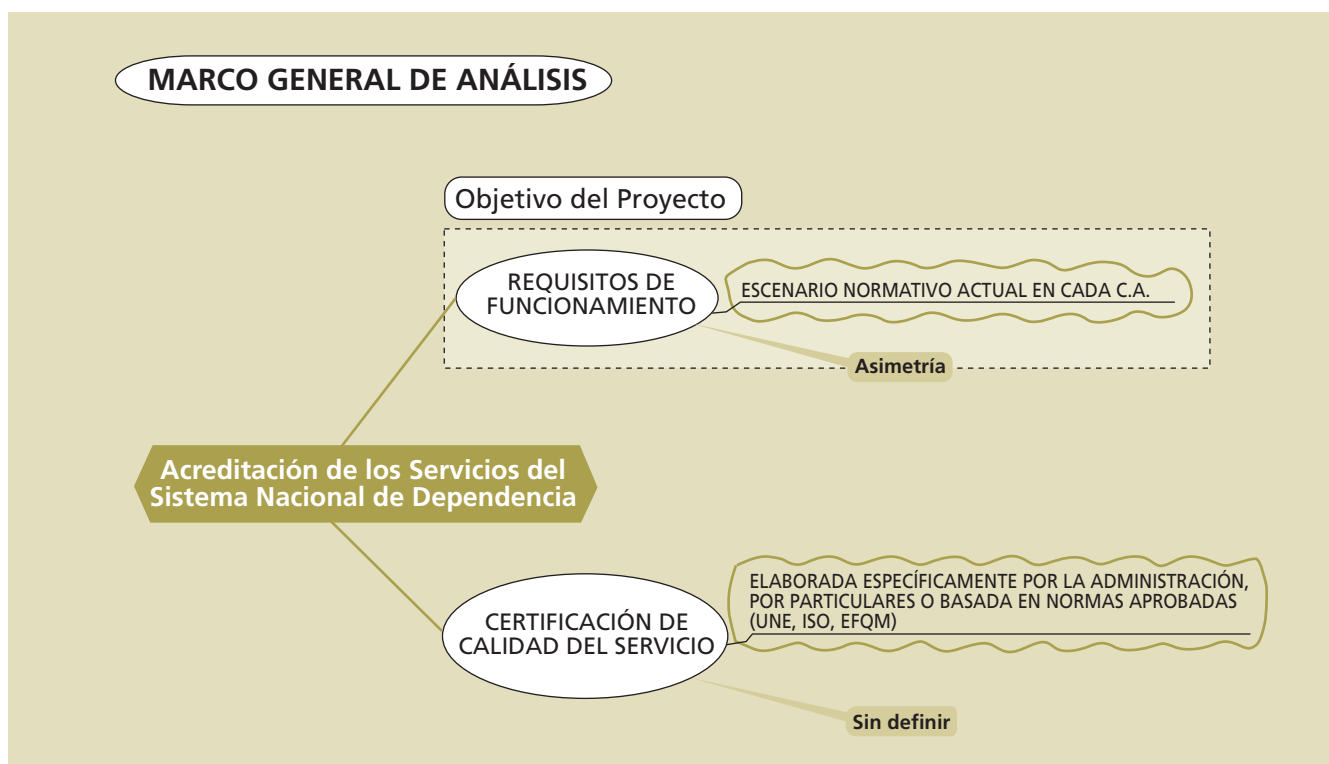 MARCO GENERAL DE ANÁLISIS
Objetivo del Proyecto
REQUISITOS DE
FUNCIONAMIENTO
ESCENARIO NORMATIVO ACTUAL EN CADA C.A.
Asimetría
Acreditación de los Servicios del
Sistema Nacional de Dependencia
CERTIFICACIÓN DE
CALIDAD DEL SERVICIO
ELABORADA ESPECÍFICAMENTE POR LA ADMINISTRACIÓN,
POR PARTICULARES O BASADA EN NORMAS APROBADAS
(UNE, ISO, EFQM)
Sin definir